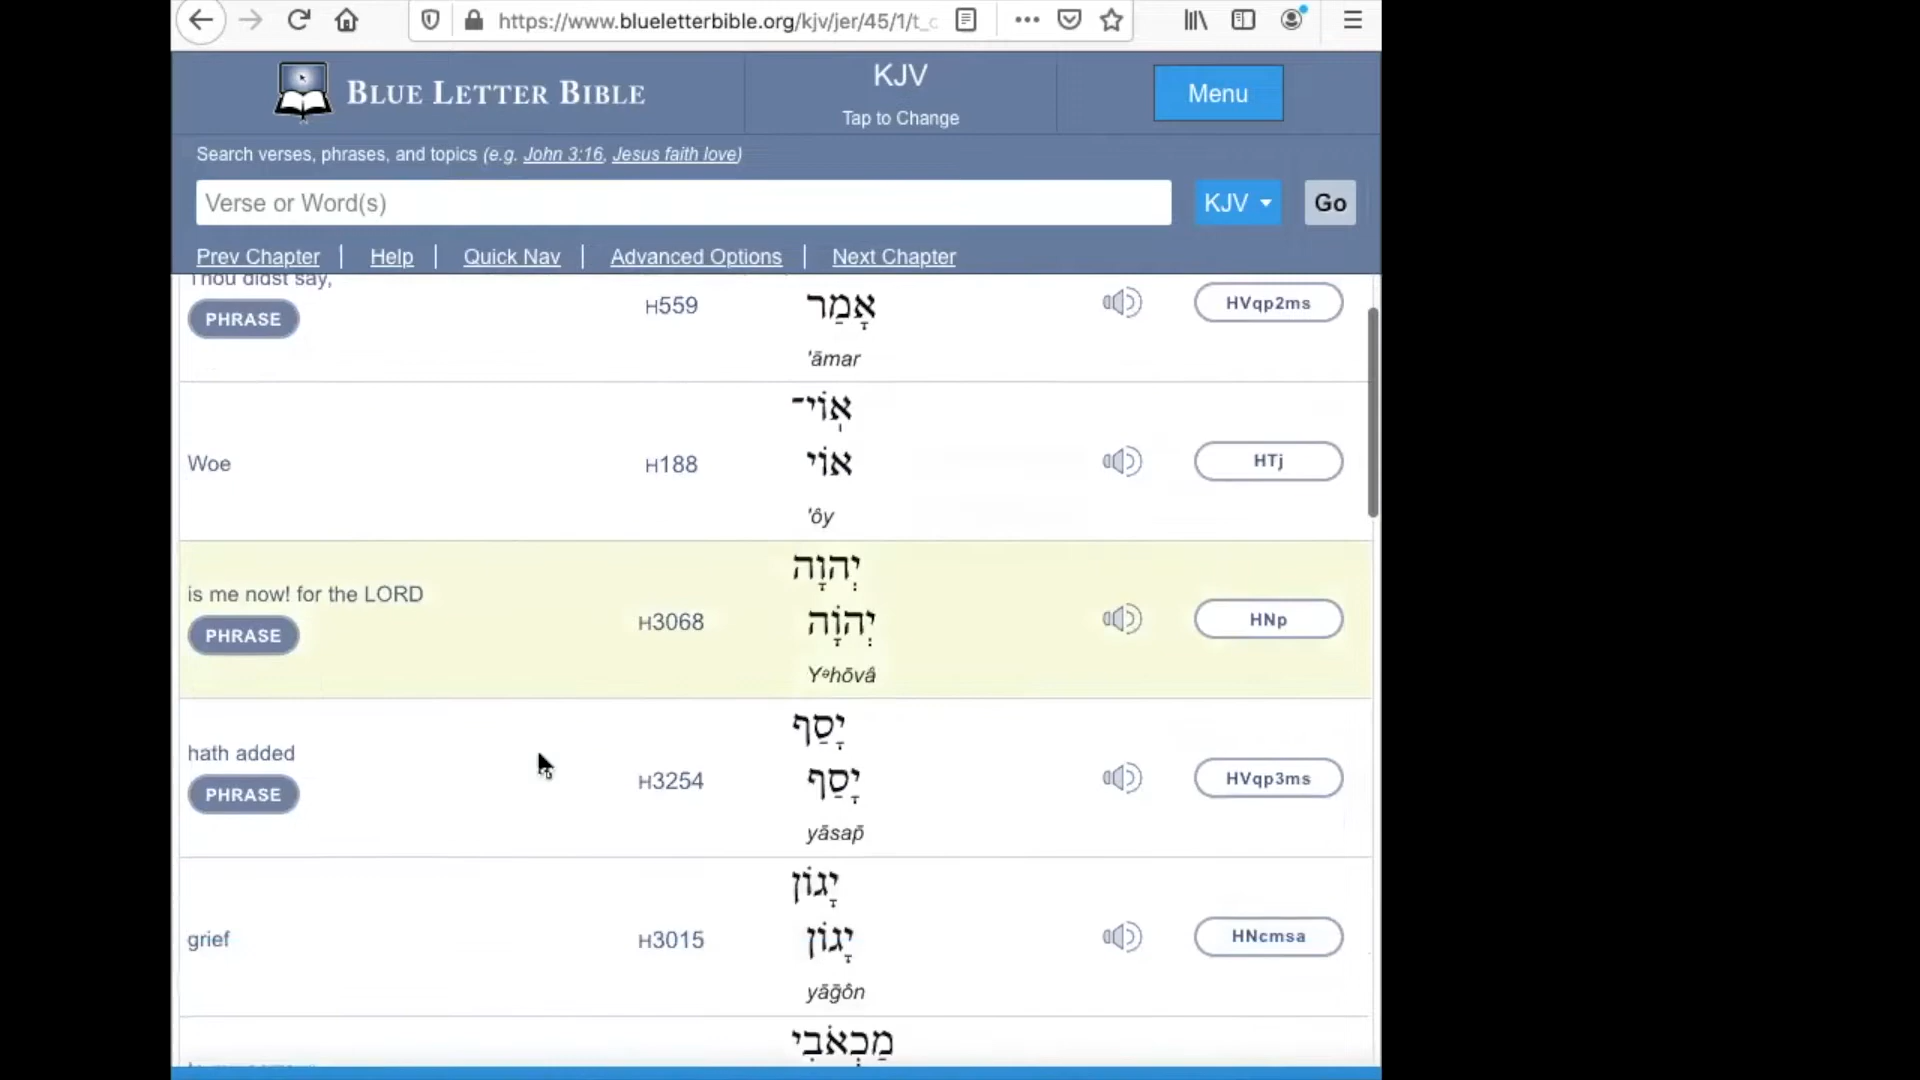 https://www.blueletterbible.org/kjv/jer/45/1/t_c
BLUE LETTER BIBLE
KJV
Tap to Change
Menu
Search verses, phrases, and topics (e.g. John 3:16, Jesus faith love)
Verse or Word(s)
KJV
Go
Prev Chapter | Help | Quick Nav | Advanced Options | Next Chapter
Thou didst say,
PHRASE
H559
אָמַר
'āmar
HVqp2ms
Woe
H188
אֽוֹי־
אוֹי
'ôy
HTj
is me now! for the LORD
PHRASE
H3068
יְהוָה
יְהֹוָה
Yᵊhōvâ
HNp
hath added
PHRASE
H3254
יָסַף
יָסַף
yāsap̄
HVqp3ms
grief
H3015
יָגוֹן
יָגוֹן
yāḡôn
HNcmsa
מַכְאֹבִי